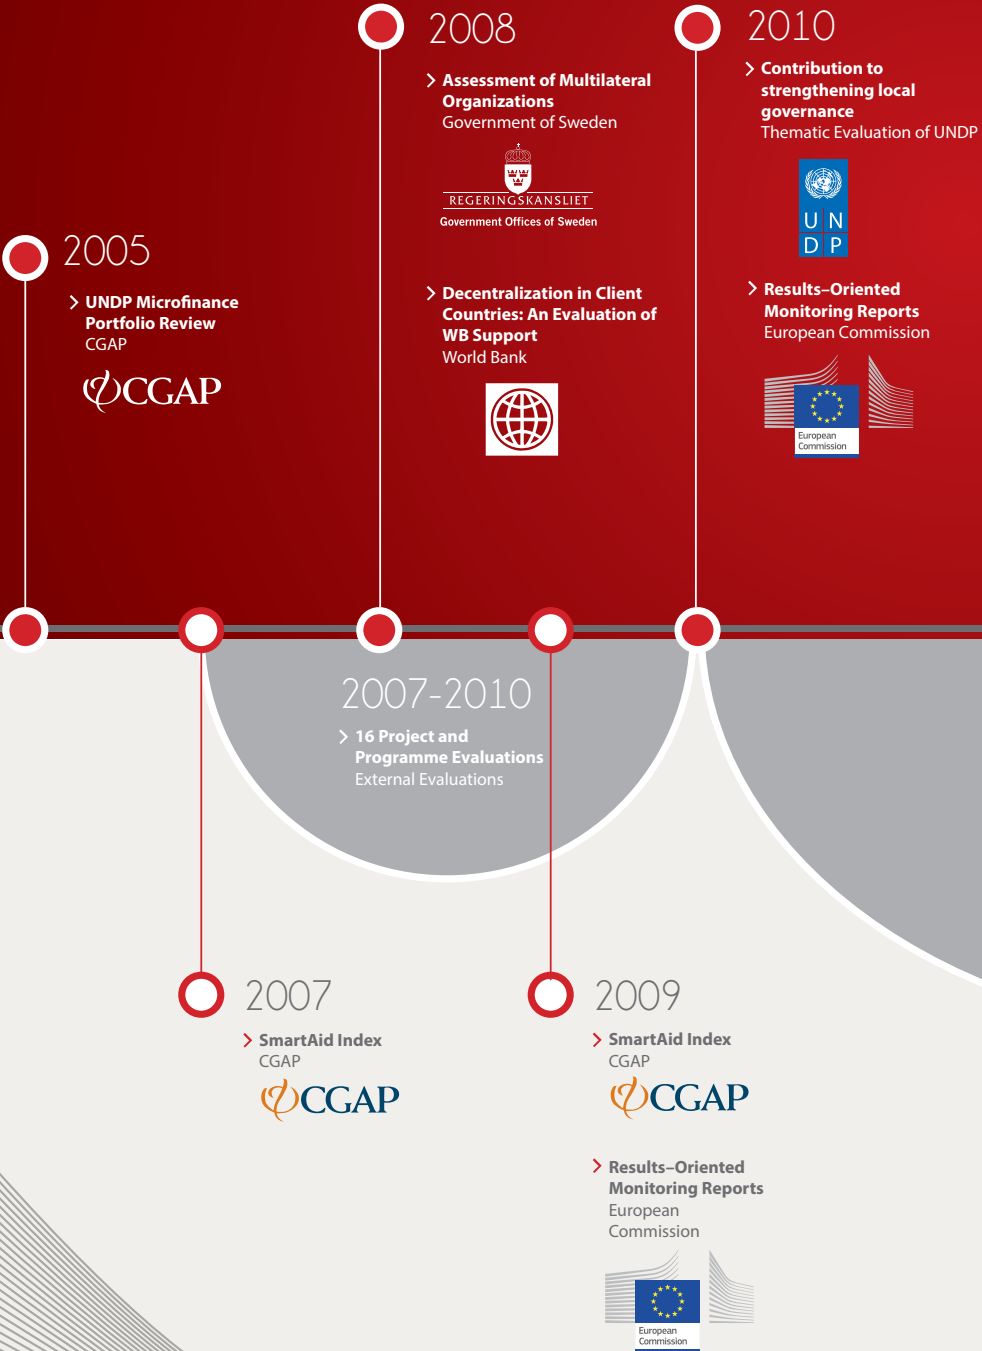 2005
UNDP Microfinance
Portfolio Review
CGAP
CGAP
2008
Assessment of Multilateral
Organizations
Government of Sweden
REGERINGSKANSLIET
Government Offices of Sweden
Decentralization in Client
Countries: An Evaluation of
WB Support
World Bank
2010
Contribution to
strengthening local
governance
Thematic Evaluation of UNDP
U N
D P
Results–Oriented
Monitoring Reports
European Commission
European
Commission
2007-2010
16 Project and
Programme Evaluations
External Evaluations
2007
SmartAid Index
CGAP
CGAP
2009
SmartAid Index
CGAP
CGAP
Results–Oriented
Monitoring Reports
European
Commission
European
Commission